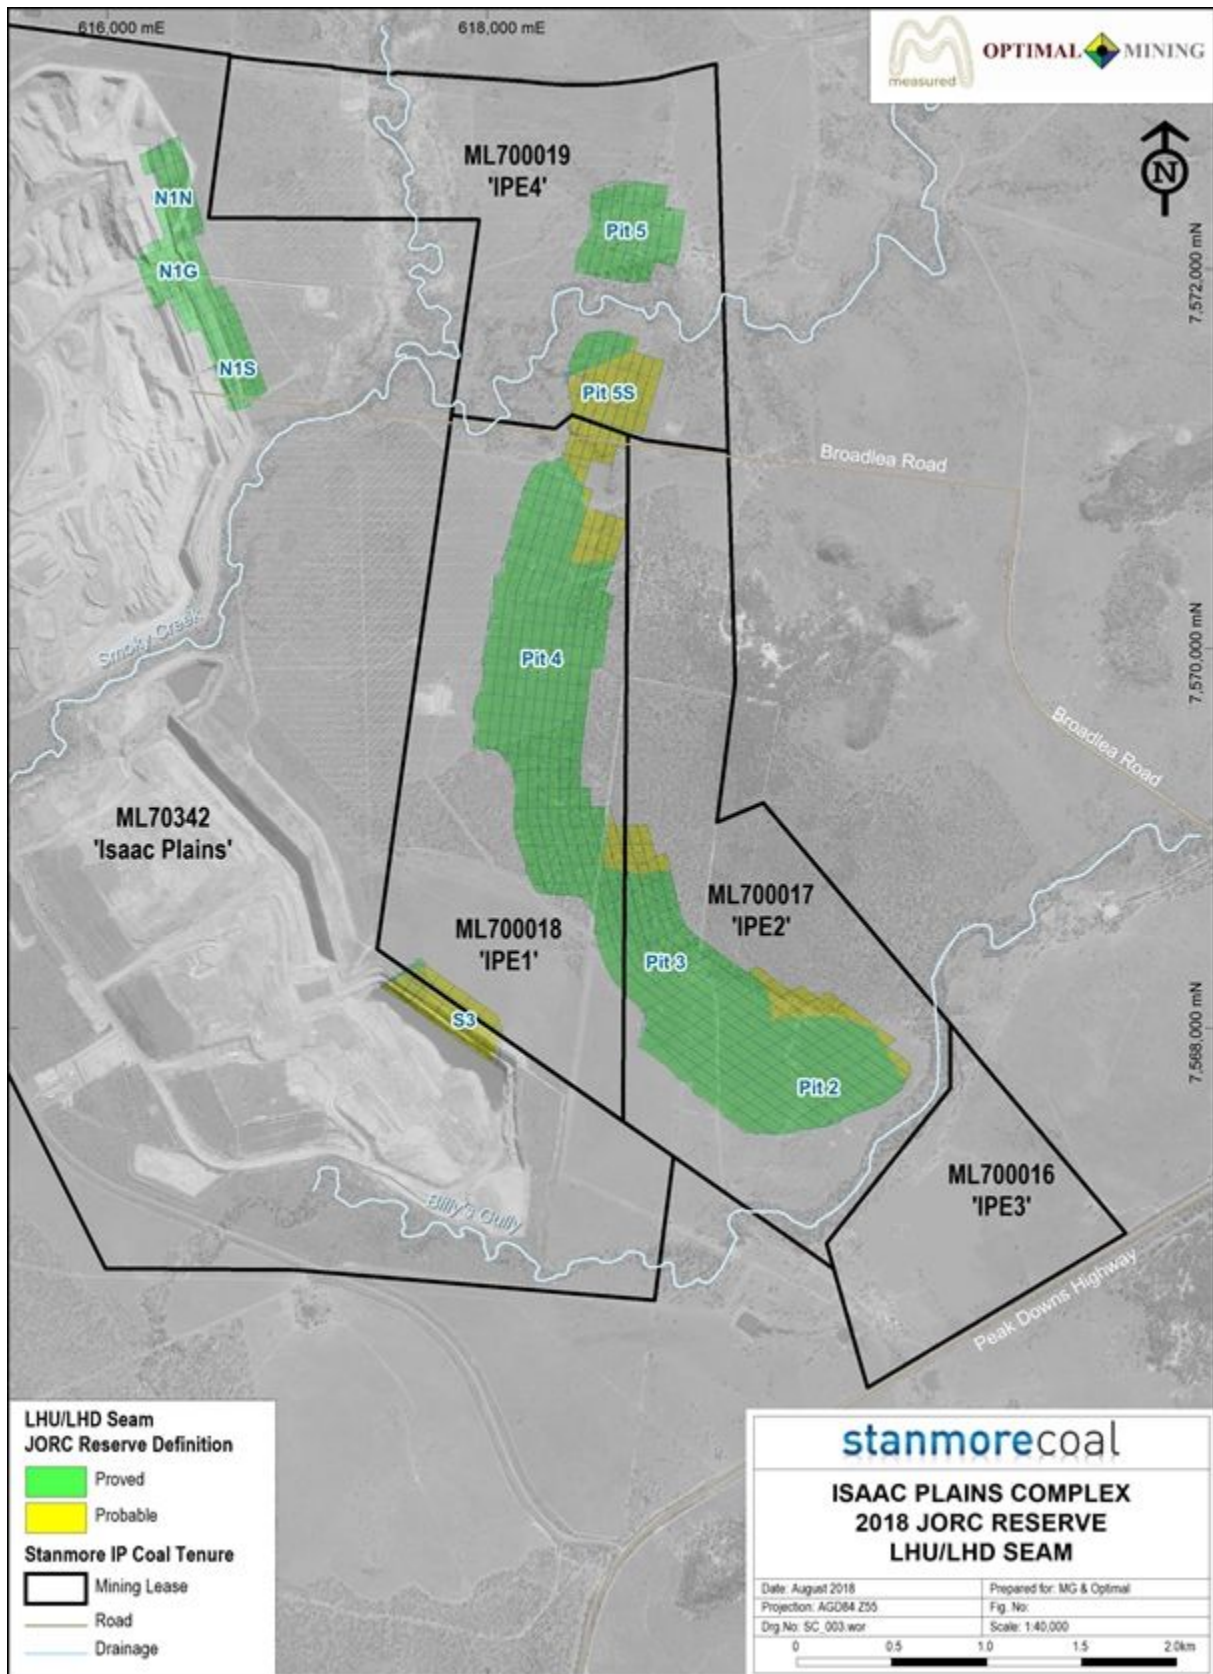 616,000 mE
618,000 mE
measured
OPTIMAL MINING
N
ML700019
'IPE4'
N1N
Pit 5
N1G
7,572,000 mN
N1S
Pit 5S
Broadlea Road
Smoky Creek
Pit 4
7,570,000 mN
Broadlea Road
ML70342
'Isaac Plains'
ML700017
'IPE2'
ML700018
'IPE1'
Pit 3
S3
7,568,000 mN
Pit 2
ML700016
'IPE3'
Billy's Gully
Peak Downs Highway
LHU/LHD Seam
JORC Reserve Definition
Proved
Probable
Stanmore IP Coal Tenure
Mining Lease
Road
Drainage
stanmorecoal
ISAAC PLAINS COMPLEX
2018 JORC RESERVE
LHU/LHD SEAM
Date: August 2018
Prepared for: MG & Optimal
Projection: AGD84 Z55
Fig. No:
Drg.No: SC_003.wor
Scale: 1:40,000
0 0.5 1.0 1.5 2.0km